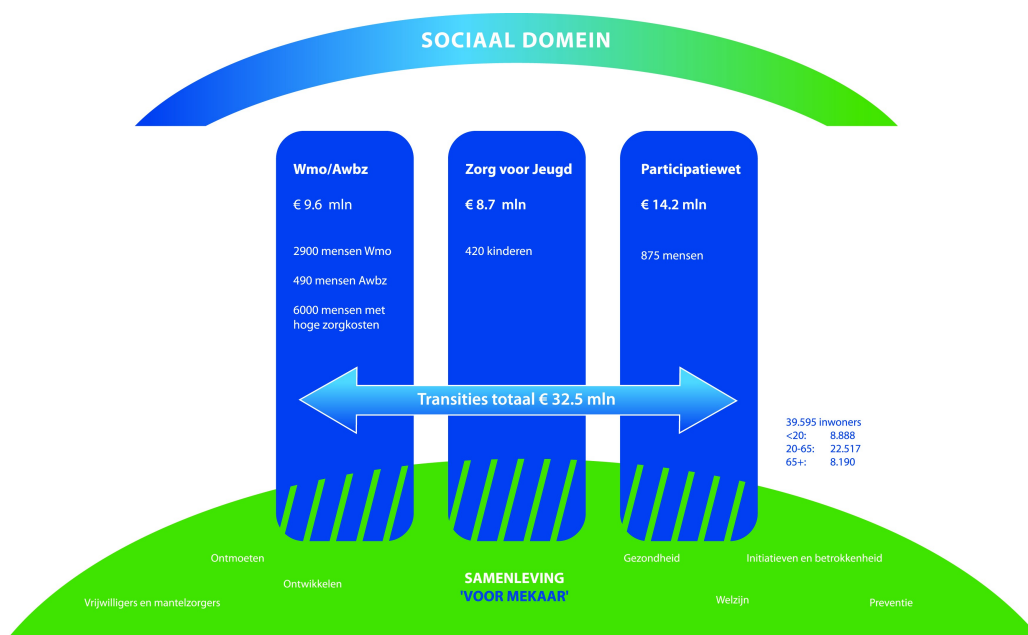 SOCIAAL DOMEIN
Wmo/Awbz
€ 9.6 mln
2900 mensen Wmo
490 mensen Awbz
6000 mensen met
hoge zorgkosten
Zorg voor Jeugd
€ 8.7 mln
420 kinderen
Participatiewet
€ 14.2 mln
875 mensen
Transities totaal € 32.5 mln
39.595 inwoners
<20: 8.888
20-65: 22.517
65+: 8.190
Ontmoeten
Ontwikkelen
Vrijwilligers en mantelzorgers
SAMENLEVING
'VOOR MEKAAR'
Gezondheid
Initiatieven en betrokkenheid
Welzijn
Preventie